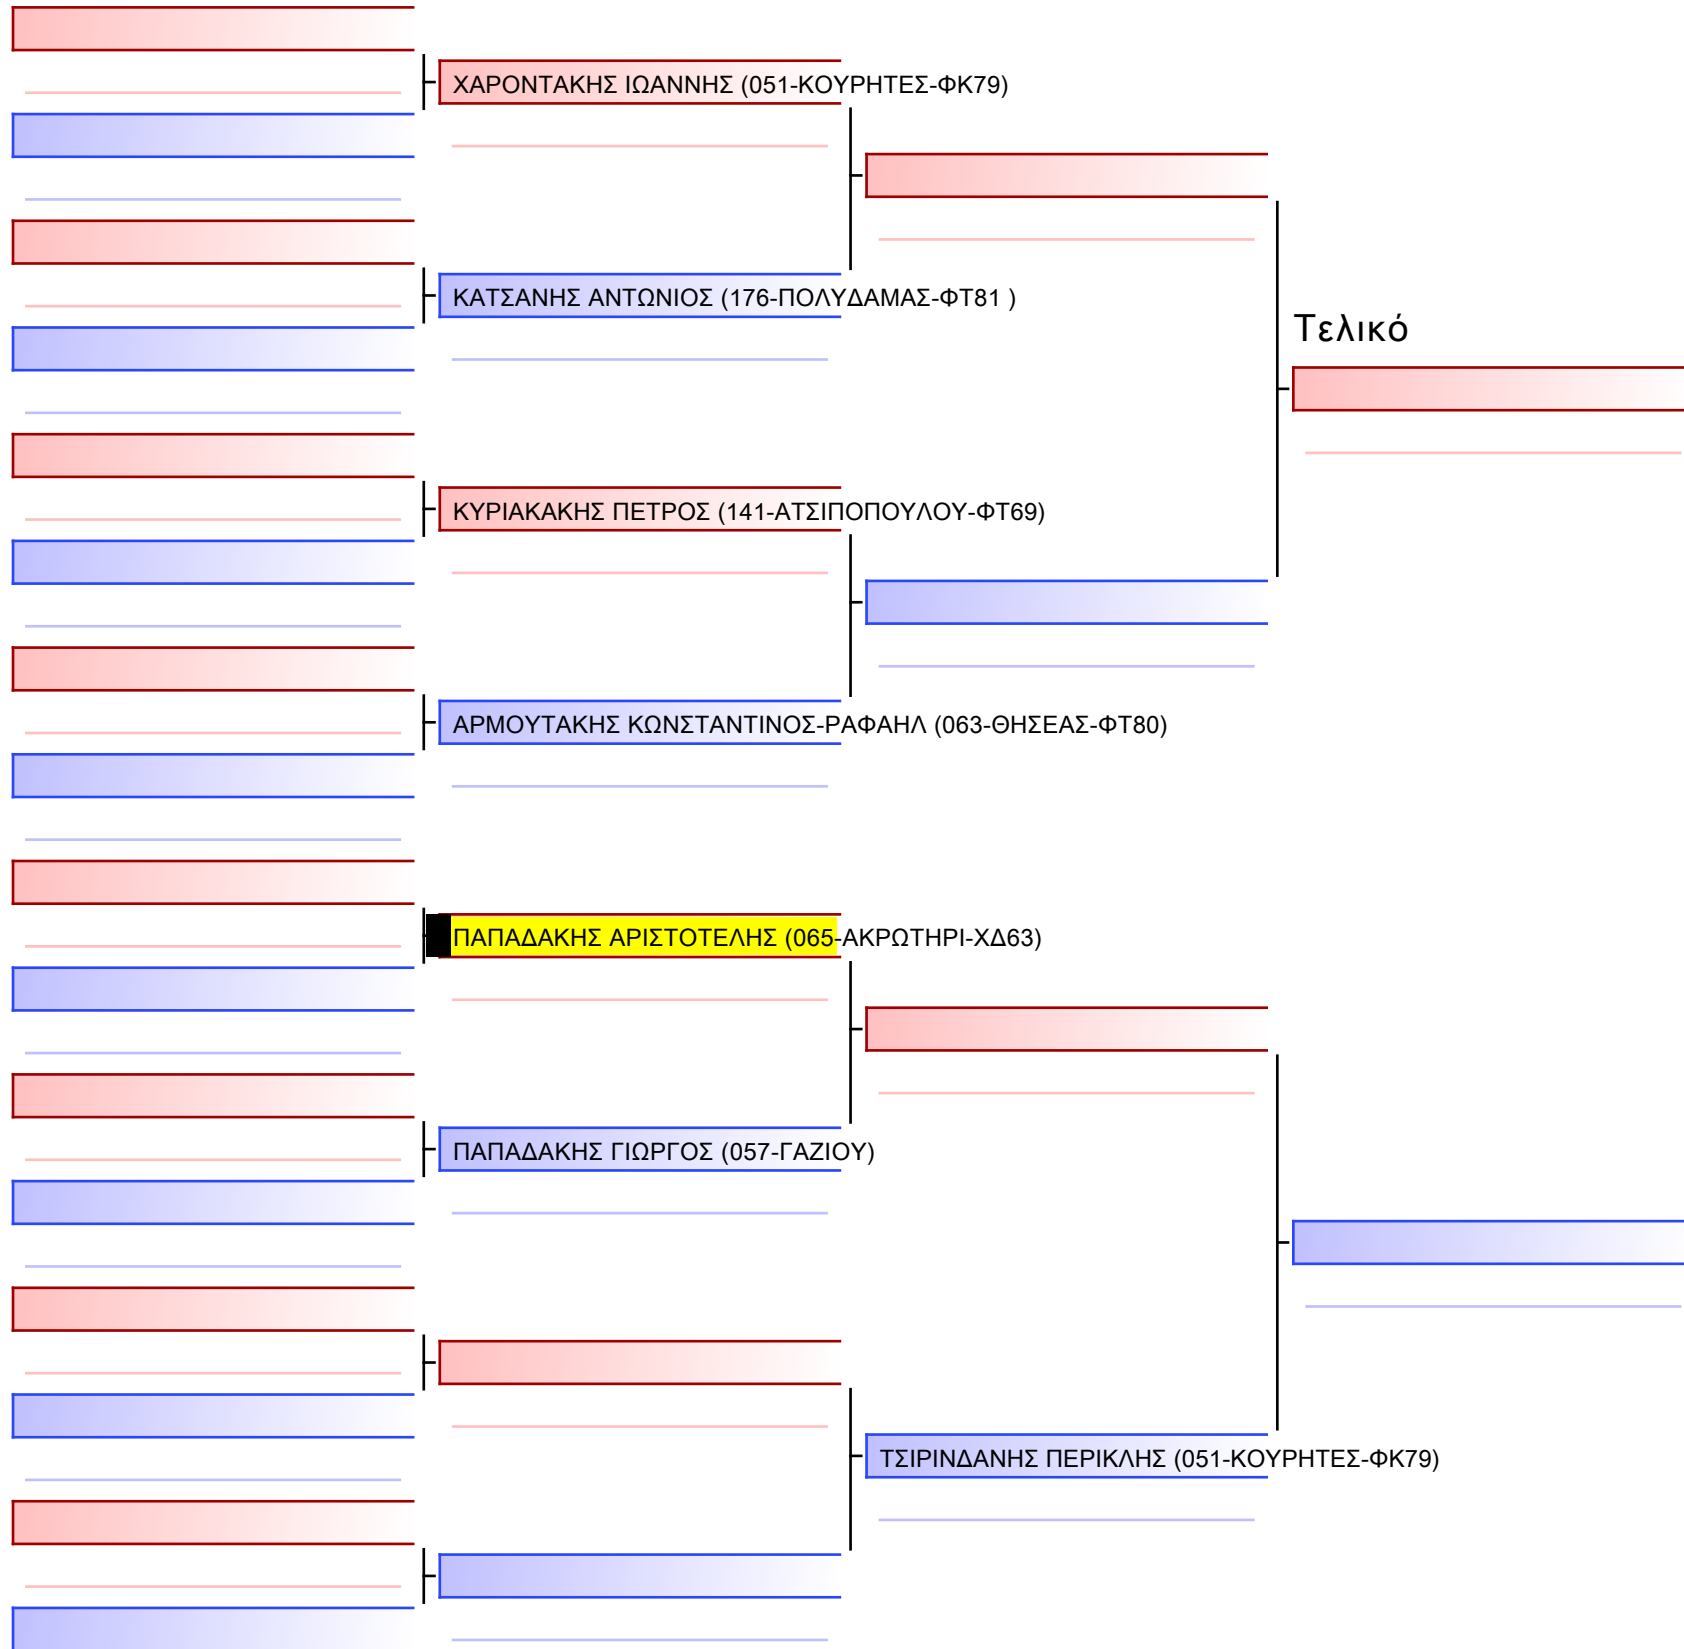 ΧΑΡΟΝΤΑΚΗΣ ΙΩΑΝΝΗΣ (051-ΚΟΥΡΗΤΕΣ-ΦΚ79)
ΚΑΤΣΑΝΗΣ ΑΝΤΩΝΙΟΣ (176-ΠΟΛΥΔΑΜΑΣ-ΦΤ81 )
Τελικό
ΚΥΡΙΑΚΑΚΗΣ ΠΕΤΡΟΣ (141-ΑΤΣΙΠΟΠΟΥΛΟΥ-ΦΤ69)
ΑΡΜΟΥΤΑΚΗΣ ΚΩΝΣΤΑΝΤΙΝΟΣ-ΡΑΦΑΗΛ (063-ΘΗΣΕΑΣ-ΦΤ80)
ΠΑΠΑΔΑΚΗΣ ΑΡΙΣΤΟΤΕΛΗΣ (065-ΑΚΡΩΤΗΡΙ-ΧΔ63)
ΠΑΠΑΔΑΚΗΣ ΓΙΩΡΓΟΣ (057-ΓΑΖΙΟΥ)
ΤΣΙΡΙΝΔΑΝΗΣ ΠΕΡΙΚΛΗΣ (051-ΚΟΥΡΗΤΕΣ-ΦΚ79)